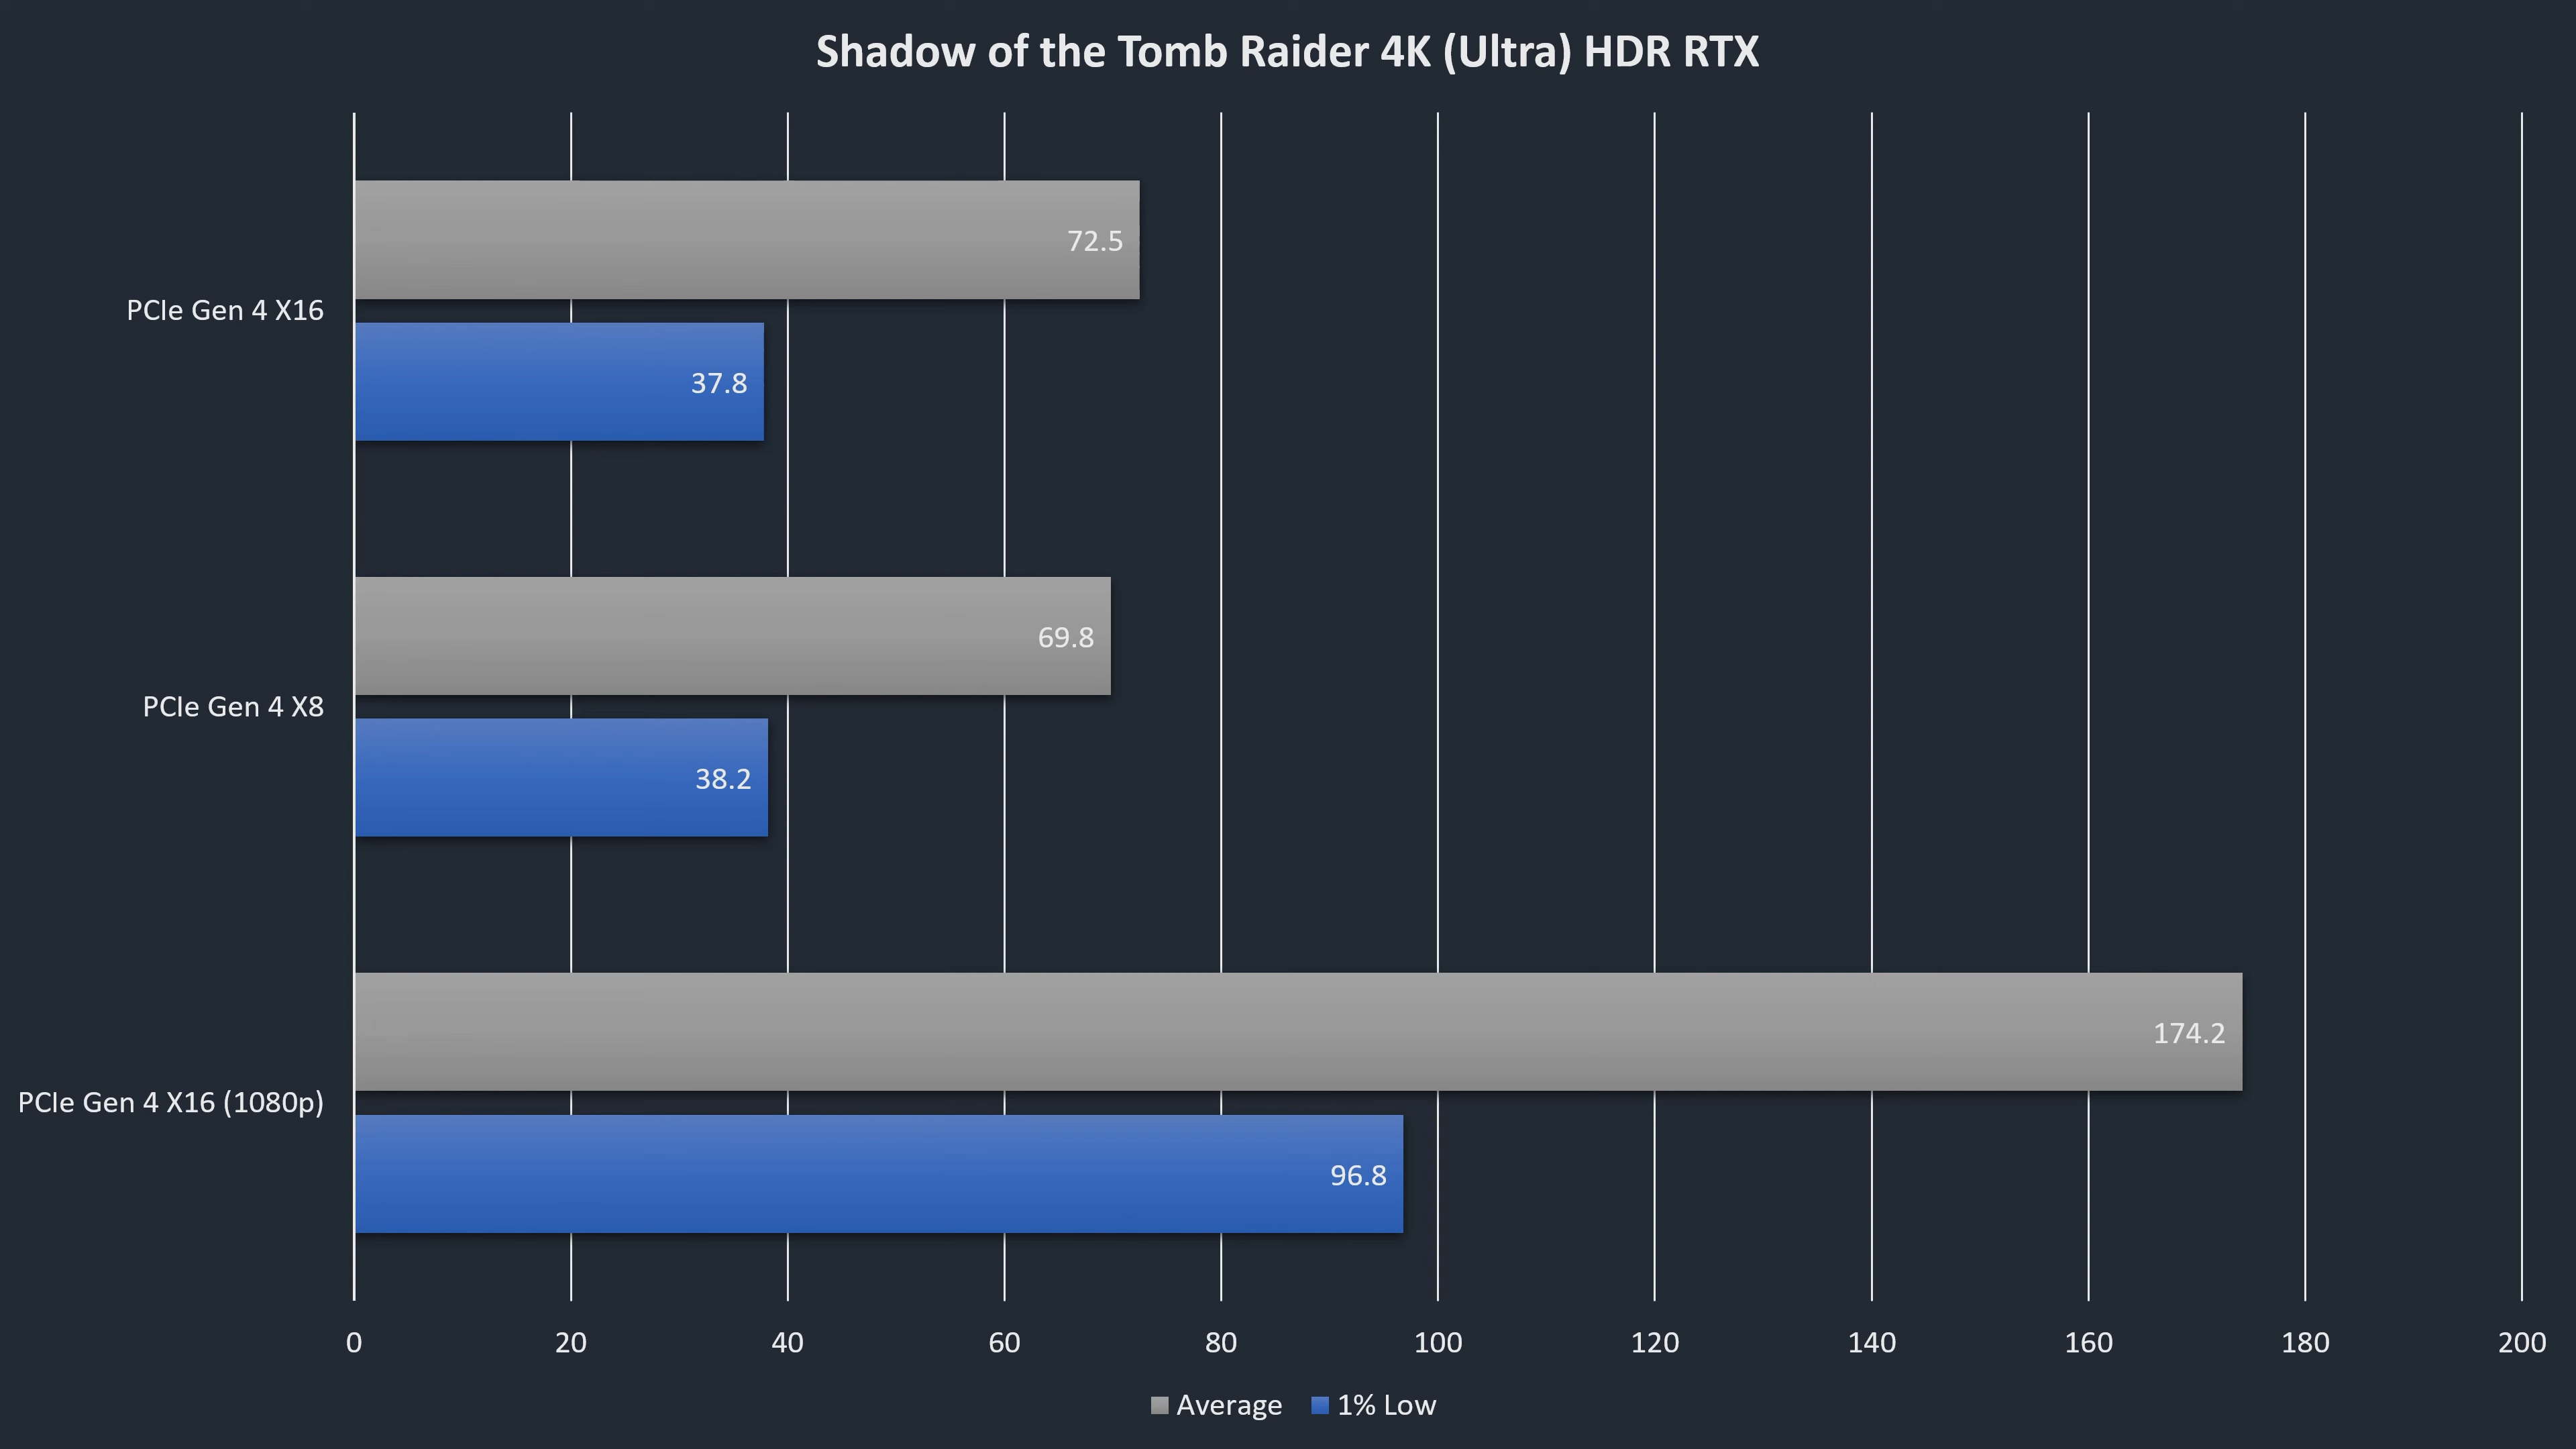 Shadow of the Tomb Raider 4K (Ultra) HDR RTX
72.5
PCIe Gen 4 X16
37.8
69.8
PCIe Gen 4 X8
38.2
174.2
PCIe Gen 4 X16 (1080p)
96.8
0 20 40 60 80 100 120 140 160 180 200
Average 1% Low